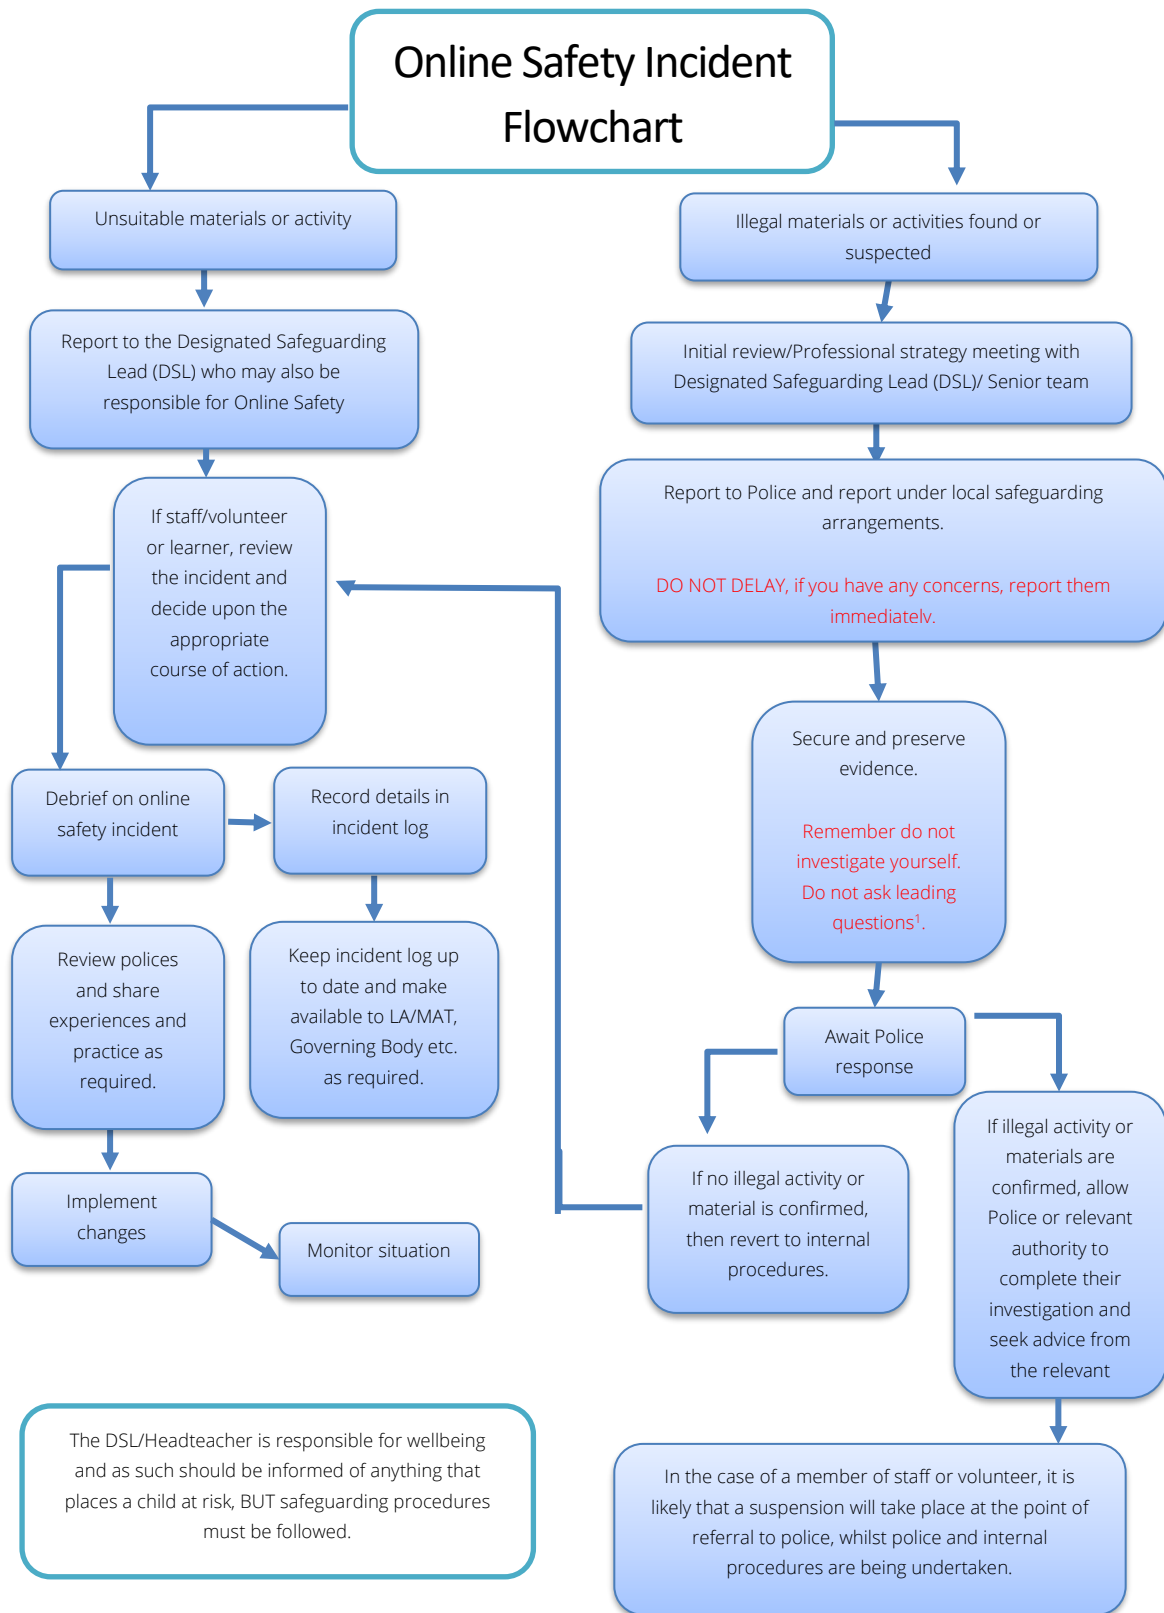 Online Safety Incident
Flowchart
Unsuitable materials or activity
Report to the Designated Safeguarding
Lead (DSL) who may also be
responsible for Online Safety
If staff/volunteer
or learner, review
the incident and
decide upon the
appropriate
course of action.
Debrief on online
safety incident
Record details in
incident log
Review polices
and share
experiences and
practice as
required.
Keep incident log up
to date and make
available to LA/MAT,
Governing Body etc.
as required.
Implement
changes
Monitor situation
Illegal materials or activities found or
suspected
Initial review/Professional strategy meeting with
Designated Safeguarding Lead (DSL)/ Senior team
Report to Police and report under local safeguarding
arrangements.
DO NOT DELAY, if you have any concerns, report them
immediately.
Secure and preserve
evidence.
Remember do not
investigate yourself.
Do not ask leading
questions¹.
Await Police
response
If no illegal activity or
material is confirmed,
then revert to internal
procedures.
If illegal activity or
materials are
confirmed, allow
Police or relevant
authority to
complete their
investigation and
seek advice from
the relevant
In the case of a member of staff or volunteer, it is
likely that a suspension will take place at the point of
referral to police, whilst police and internal
procedures are being undertaken.
The DSL/Headteacher is responsible for wellbeing
and as such should be informed of anything that
places a child at risk, BUT safeguarding procedures
must be followed.